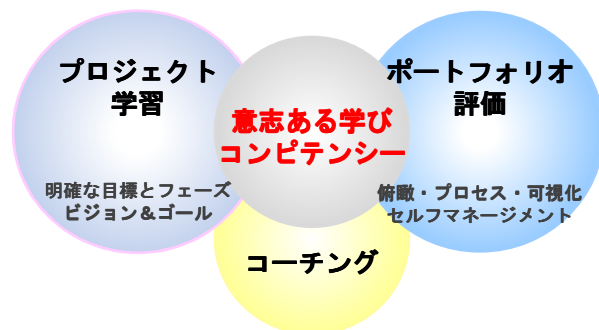 プロジェクト
学習
明確な目標とフェーズ
ビジョン＆ゴール
意志ある学び
コンピテンシー
ポートフォリオ
評価
俯瞰・プロセス・可視化
セルフマネージメント
コーチング